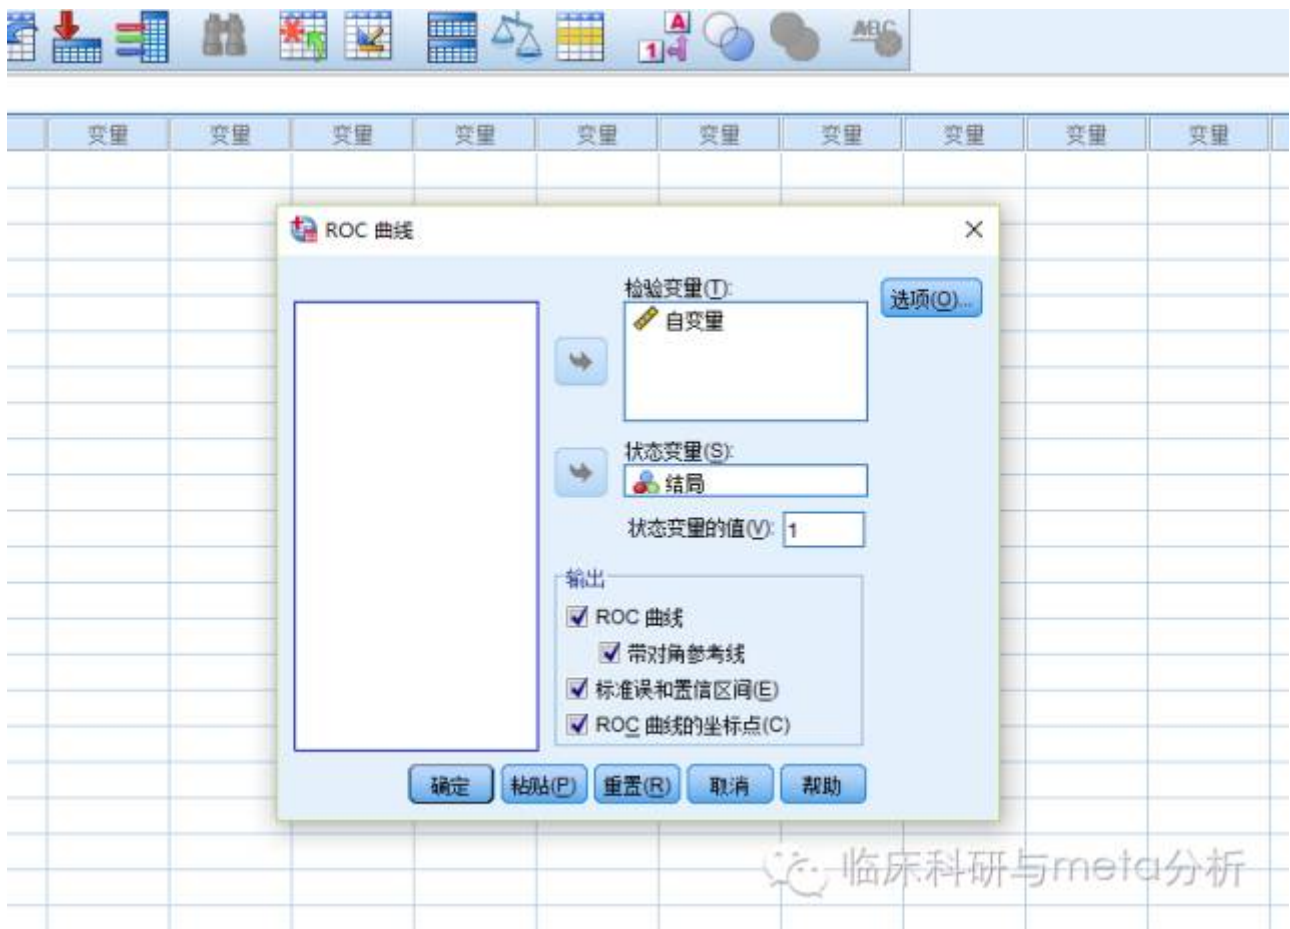 A
1
ABC
变量 变量 变量 变量 变量 变量 变量 变量 变量 变量
ROC 曲线
检验变量(T):
选项(O)...
自变量
状态变量(S):
结局
状态变量的值(V): 1
输出
ROC 曲线
带对角参考线
标准误和置信区间(E)
ROC 曲线的坐标点(C)
确定 粘贴(P) 重置(R) 取消 帮助
临床科研与meta分析